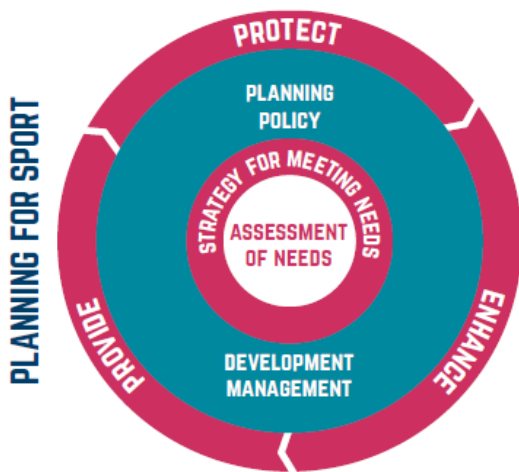 PLANNING FOR SPORT
PROTECT
PLANNING
POLICY
STRATEGY FOR MEETING NEEDS
ASSESSMENT
OF NEEDS
DEVELOPMENT
MANAGEMENT
PROVIDE
ENHANCE